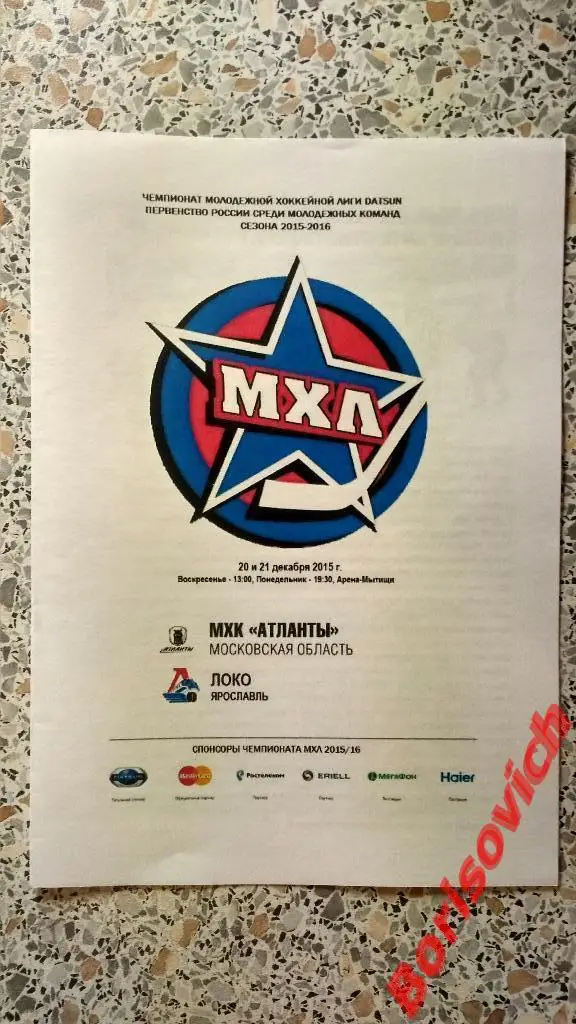 ЧЕМПИОНАТ МОЛОДЕЖНОЙ ХОККЕЙНОЙ ЛИГИ DATSUN
ПЕРВЕНСТВО РОССИИ СРЕДИ МОЛОДЕЖНЫХ КОМАНД
СЕЗОНА 2015-2016
МХЛ
20 и 21 декабря 2015 г.
Воскресенье - 13:00, Понедельник - 19:30, Арена-Мытищи
МХК «АТЛАНТЫ»
АТЛАНТЫ
МОСКОВСКАЯ ОБЛАСТЬ
ЛОКО
ЯРОСЛАВЛЬ
СПОНСОРЫ ЧЕМПИОНАТА МХЛ 2015/16
DATSUN MasterCard Ростелеком ERIELL МЕГАФОН Haier
Borisovich